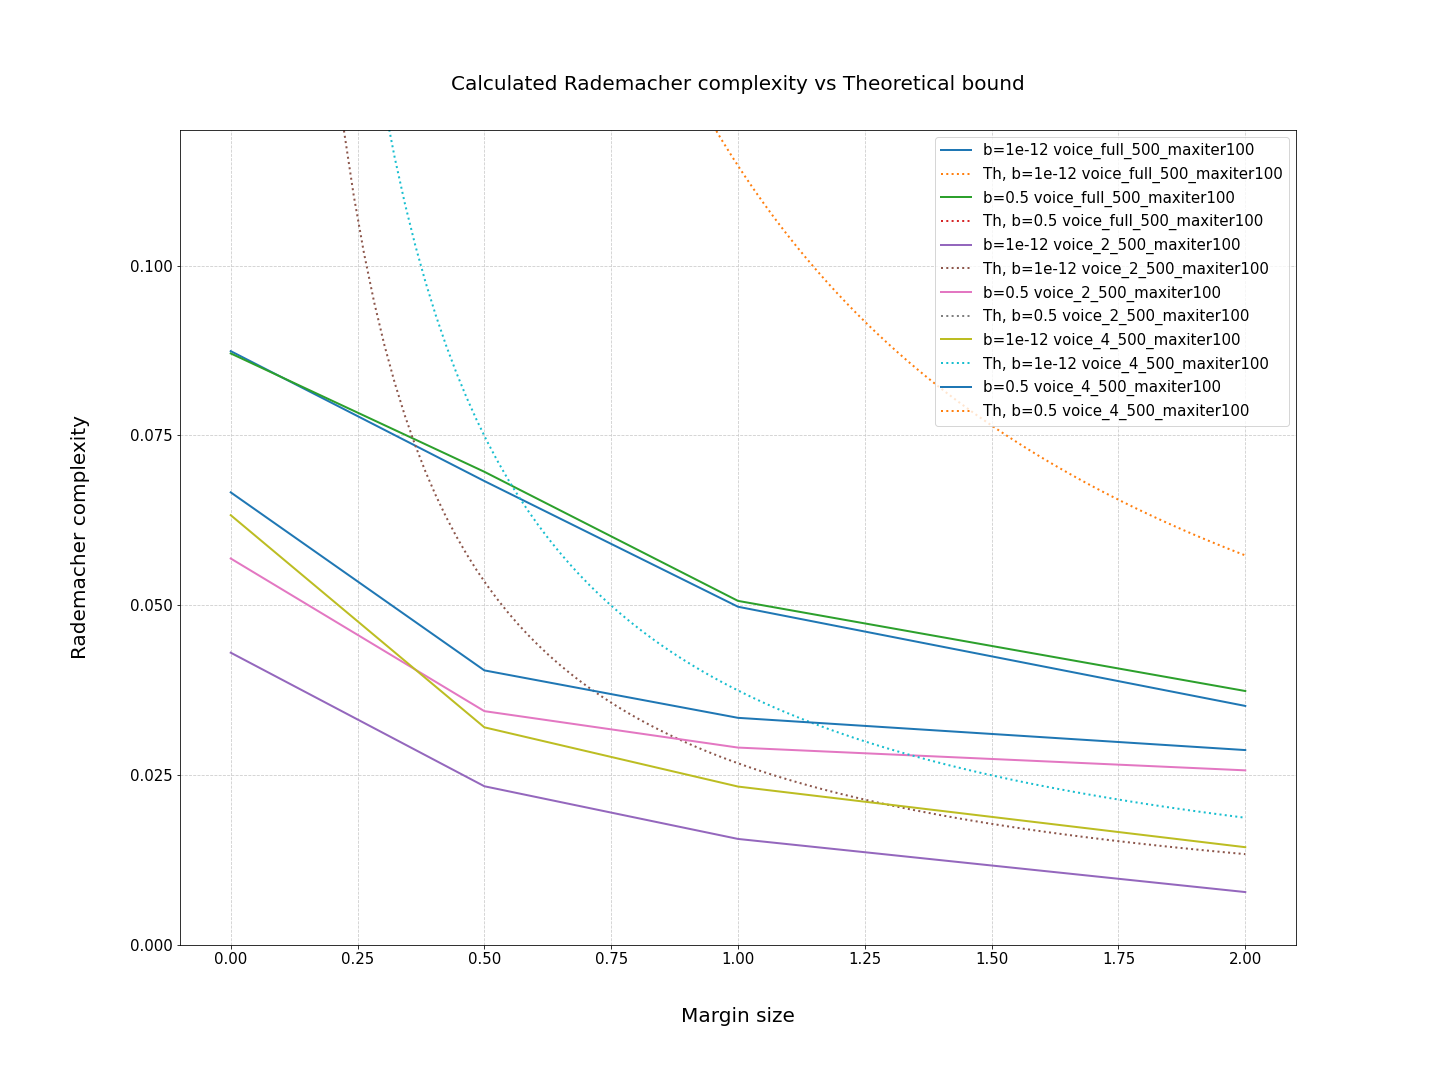 Calculated Rademacher complexity vs Theoretical bound
b=1e-12 voice_full_500_maxiter100
Th, b=1e-12 voice_full_500_maxiter100
b=0.5 voice_full_500_maxiter100
Th, b=0.5 voice_full_500_maxiter100
b=1e-12 voice_2_500_maxiter100
Th, b=1e-12 voice_2_500_maxiter100
b=0.5 voice_2_500_maxiter100
Th, b=0.5 voice_2_500_maxiter100
b=1e-12 voice_4_500_maxiter100
Th, b=1e-12 voice_4_500_maxiter100
b=0.5 voice_4_500_maxiter100
Th, b=0.5 voice_4_500_maxiter100
Rademacher complexity
0.100
0.075
0.050
0.025
0.000
0.00 0.25 0.50 0.75 1.00 1.25 1.50 1.75 2.00
Margin size